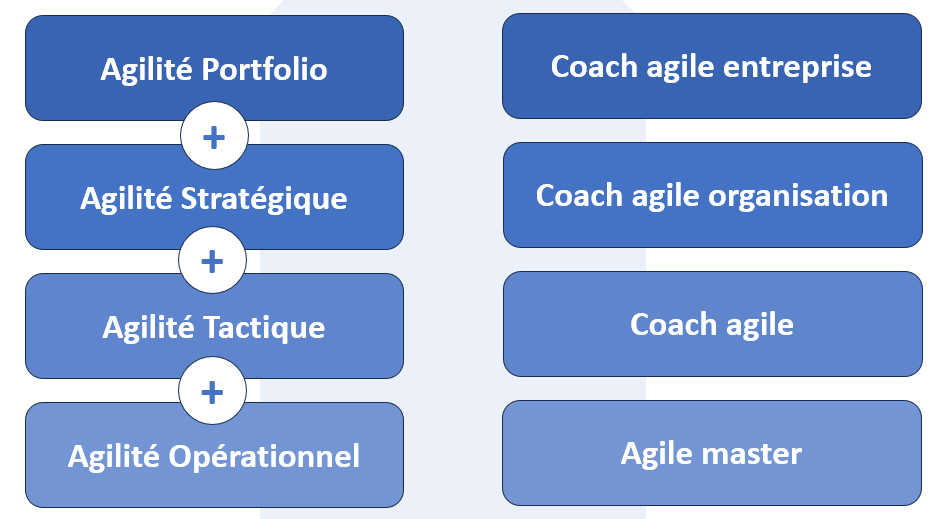 Agilité Portfolio
Coach agile entreprise
+
Agilité Stratégique
Coach agile organisation
+
Agilité Tactique
Coach agile
+
Agilité Opérationnel
Agile master